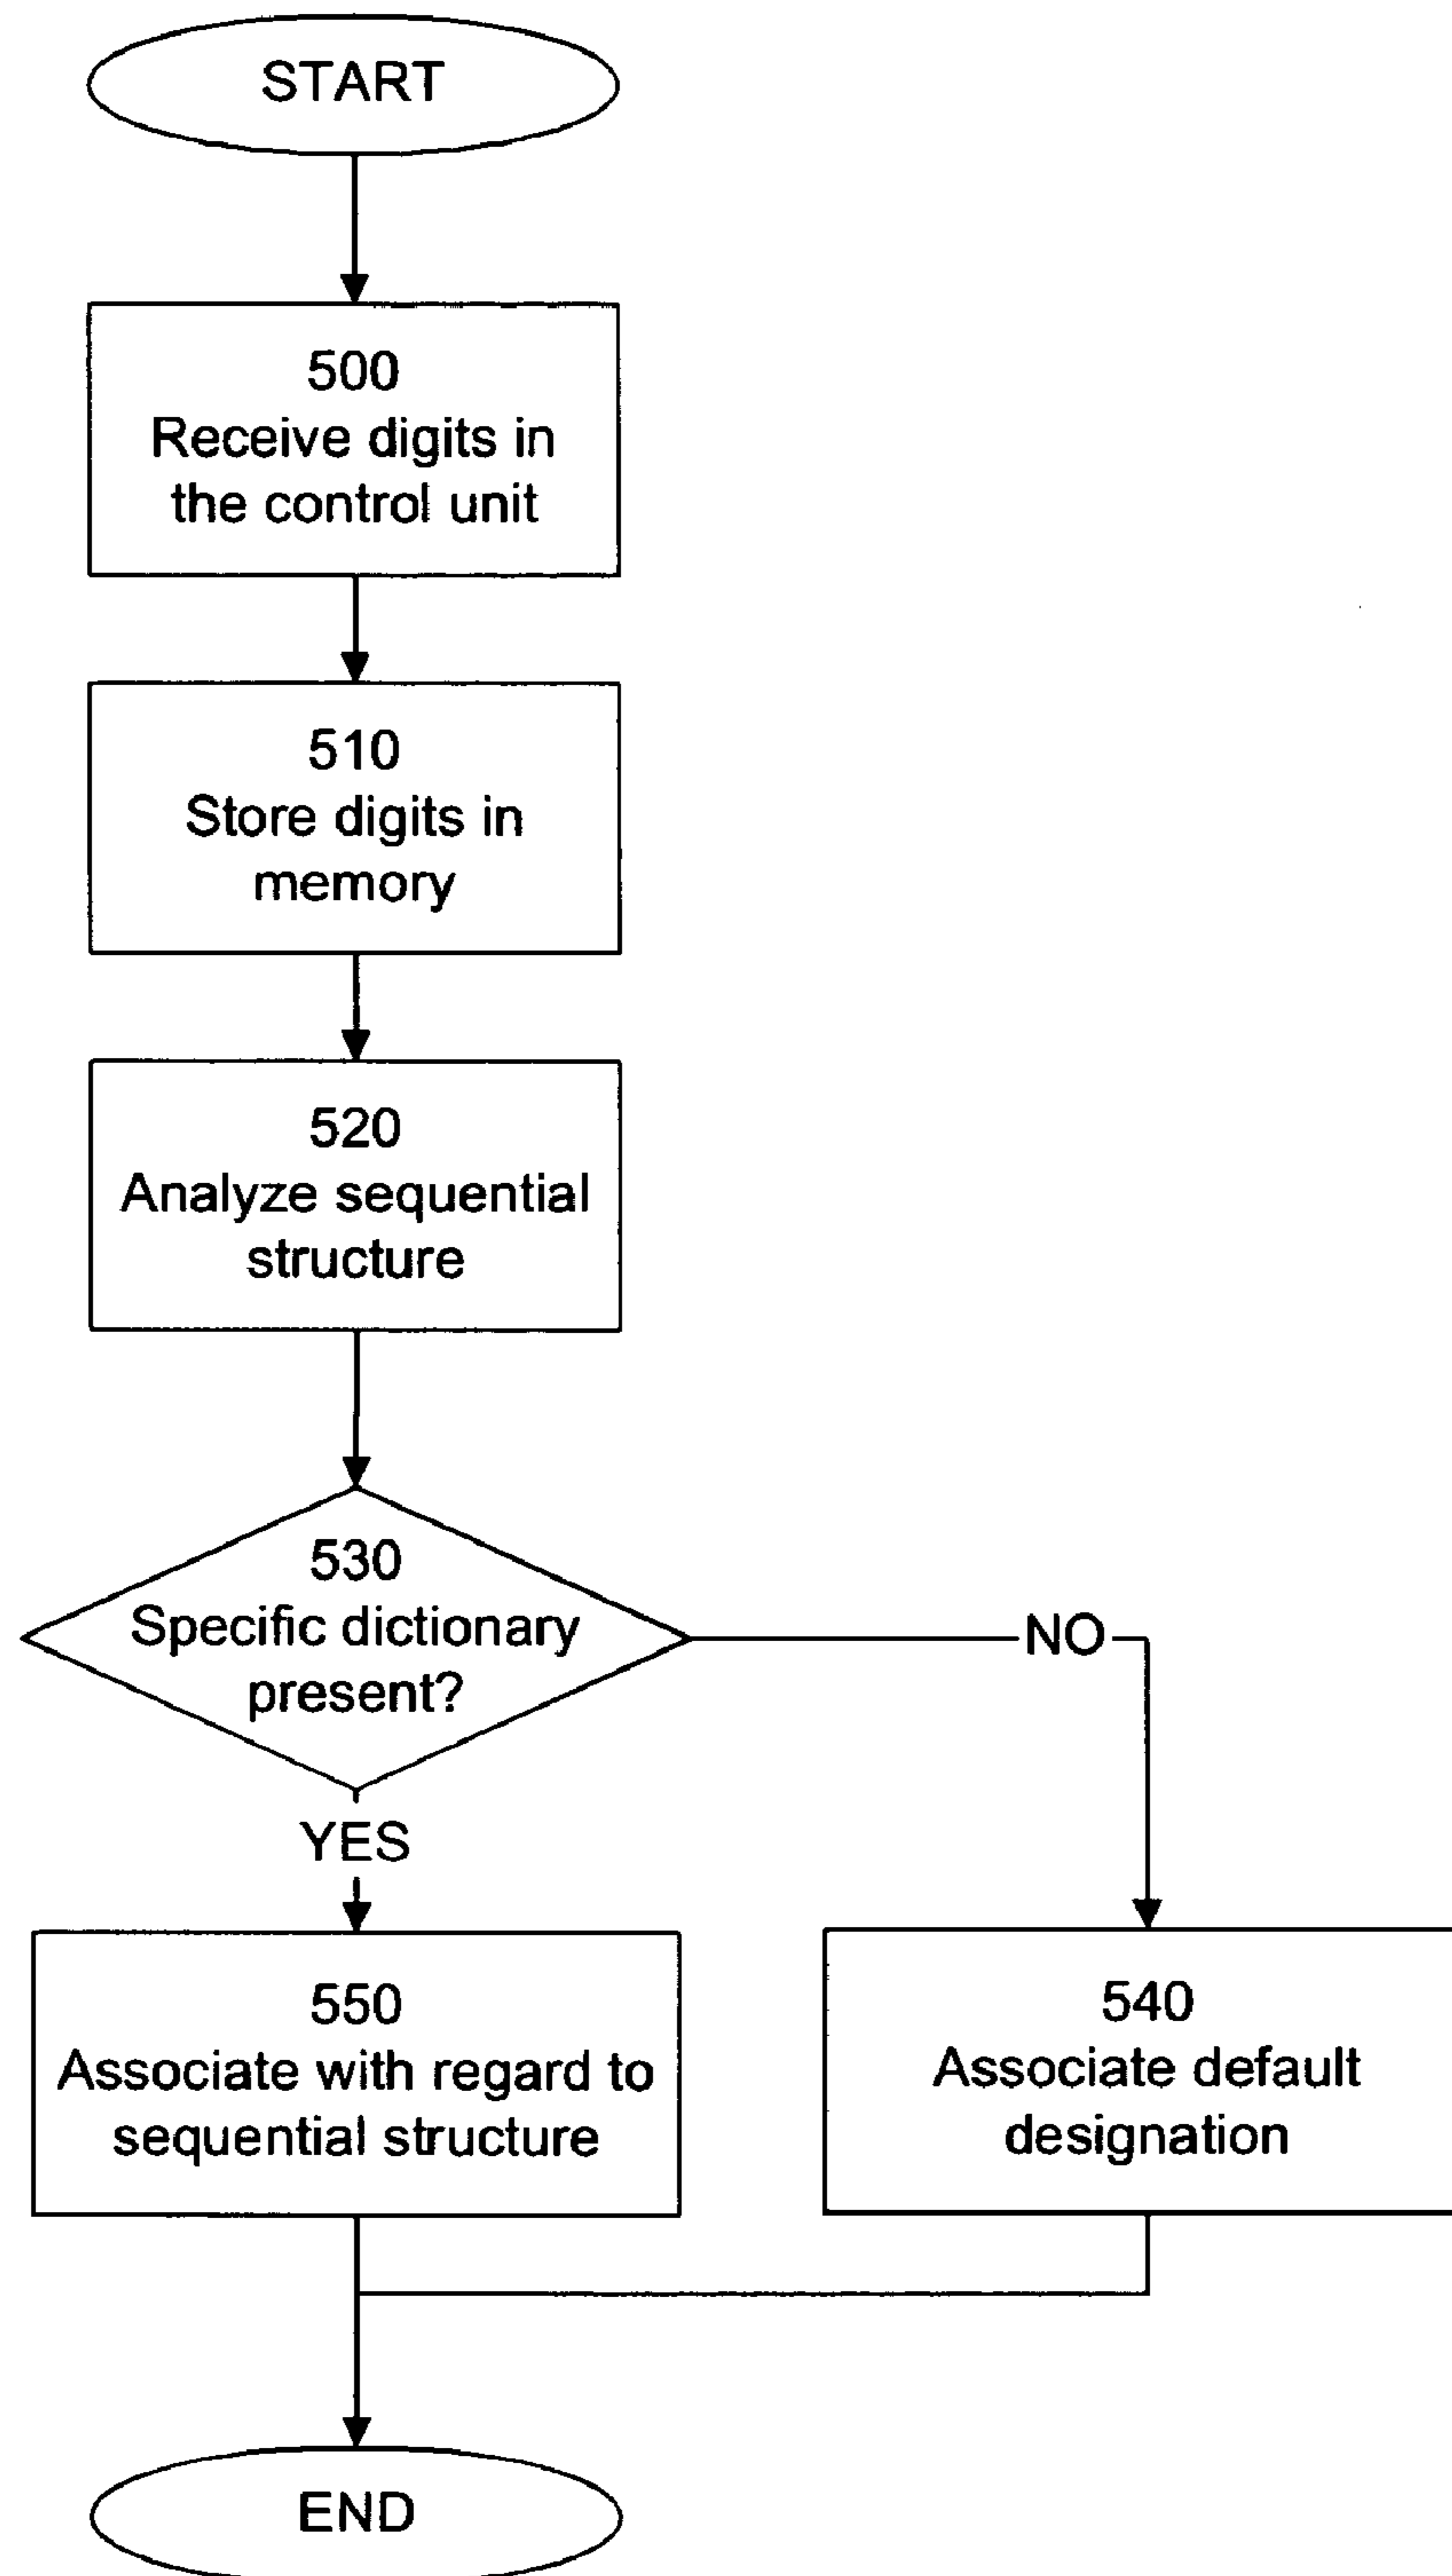 START
500
Receive digits in
the control unit
510
Store digits in
memory
520
Analyze sequential
structure
530
Specific dictionary
present?
NO
YES
550
Associate with regard to
sequential structure
540
Associate default
designation
END